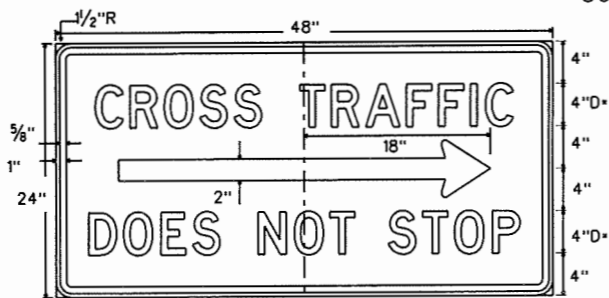 1½"R
48"
4"
CROSS TRAFFIC
4"D*
⅝"
4"
18"
1"
4"
2"
24"
DOES NOT STOP
4"D*
4"